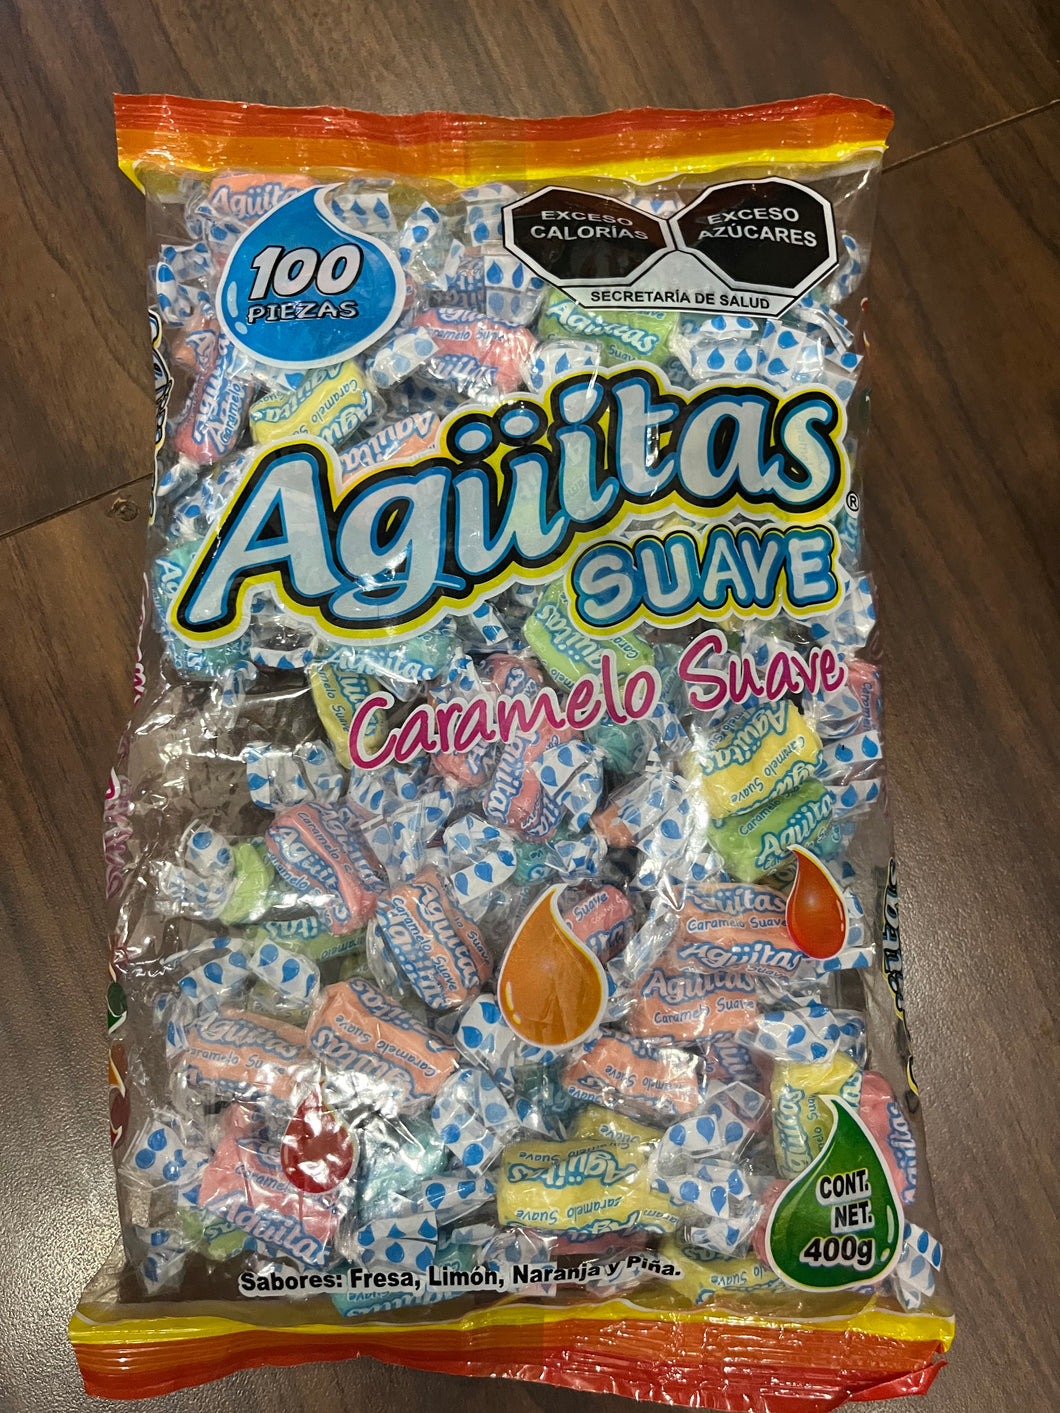 100
PIEZAS
EXCESO
CALORÍAS
EXCESO
AZÚCARES
SECRETARÍA DE SALUD
Agüitas®
SUAVE
Caramelo Suave
CONT.
NET.
400g
Sabores: Fresa, Limón, Naranja y Piña.